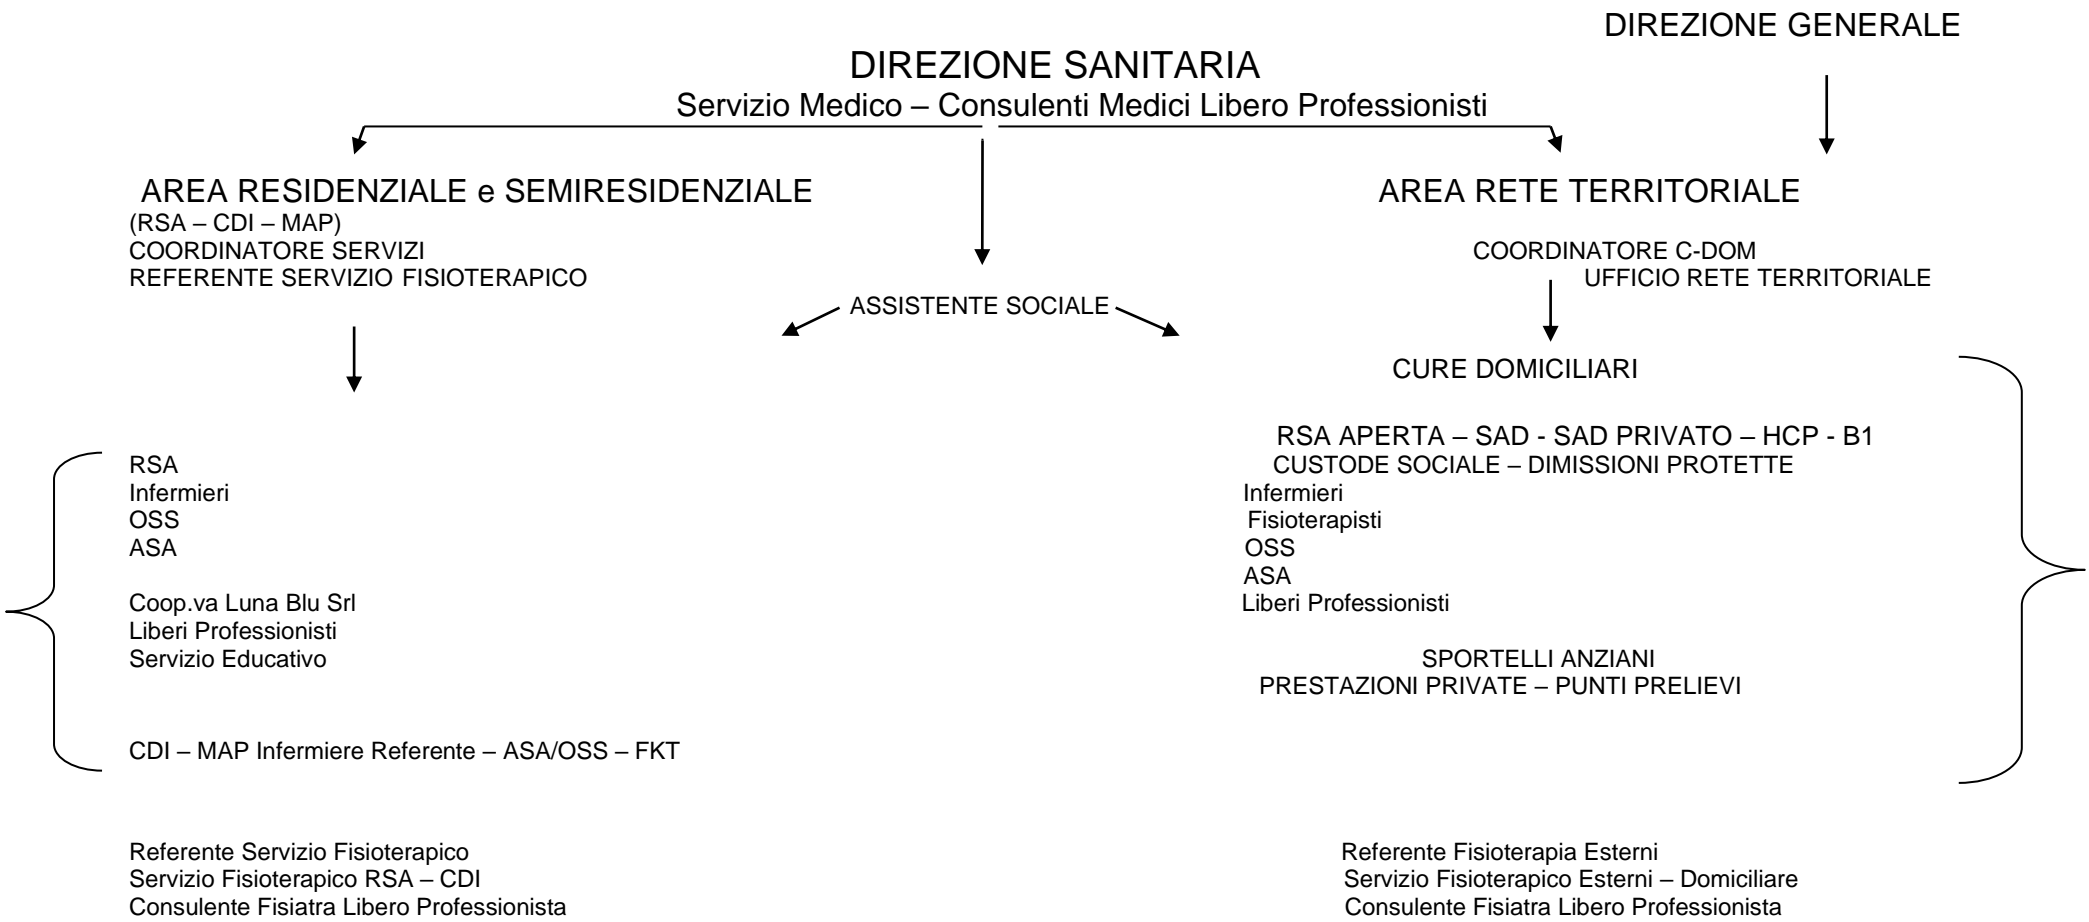 DIREZIONE GENERALE
DIREZIONE SANITARIA
Servizio Medico – Consulenti Medici Libero Professionisti
AREA RESIDENZIALE e SEMIRESIDENZIALE
(RSA – CDI – MAP)
COORDINATORE SERVIZI
REFERENTE SERVIZIO FISIOTERAPICO
AREA RETE TERRITORIALE
COORDINATORE C-DOM
UFFICIO RETE TERRITORIALE
ASSISTENTE SOCIALE
RSA
Infermieri
OSS
ASA
Coop.va Luna Blu Srl
Liberi Professionisti
Servizio Educativo
CDI – MAP Infermiere Referente – ASA/OSS – FKT
CURE DOMICILIARI
RSA APERTA – SAD - SAD PRIVATO – HCP - B1
CUSTODE SOCIALE – DIMISSIONI PROTETTE
Infermieri
Fisioterapisti
OSS
ASA
Liberi Professionisti
SPORTELLI ANZIANI
PRESTAZIONI PRIVATE – PUNTI PRELIEVI
Referente Servizio Fisioterapico
Servizio Fisioterapico RSA – CDI
Consulente Fisiatra Libero Professionista
Referente Fisioterapia Esterni
Servizio Fisioterapico Esterni – Domiciliare
Consulente Fisiatra Libero Professionista